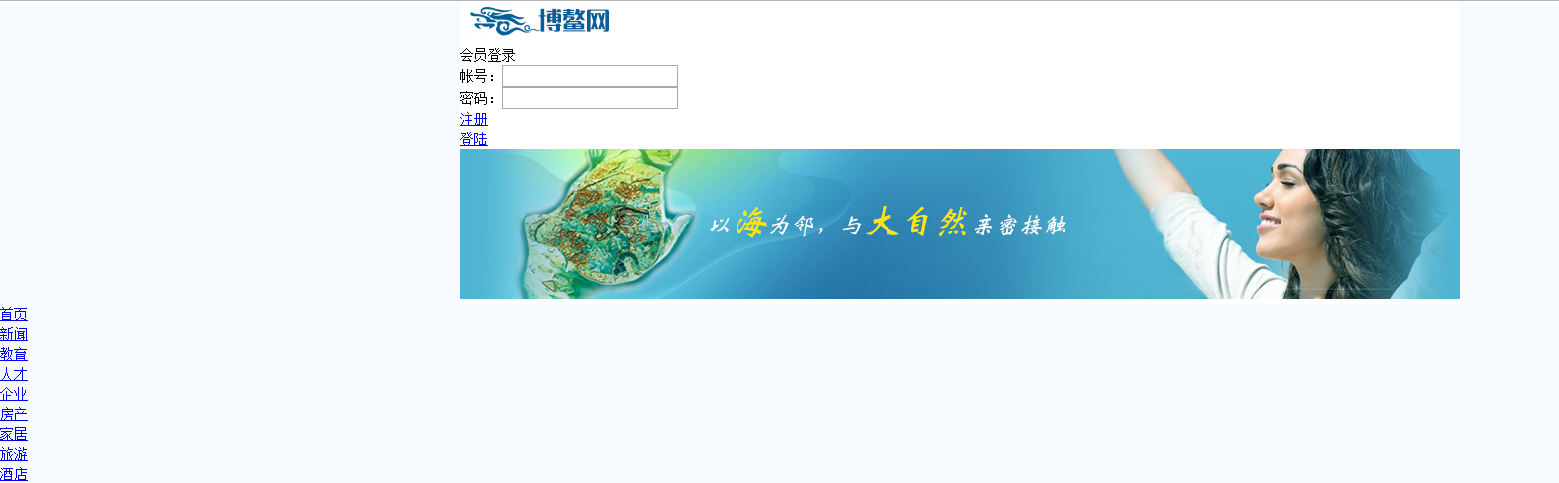 博鳌网
会员登录
帐号：
密码：
注册
登陆
以海为邻，与大自然亲密接触
首页
新闻
教育
人才
企业
房产
家居
旅游
酒店